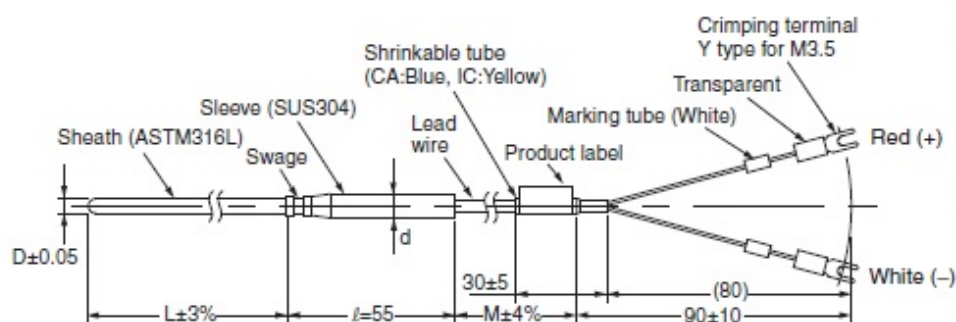 Crimping terminal
Y type for M3.5
Shrinkable tube
(CA:Blue, IC:Yellow)
Transparent
Sleeve (SUS304)
Marking tube (White)
Sheath (ASTM316L)
Lead
wire
Red (+)
Swage
Product label
D±0.05
d
30±5
(80)
White (–)
L±3%
ℓ=55
M±4%
90±10